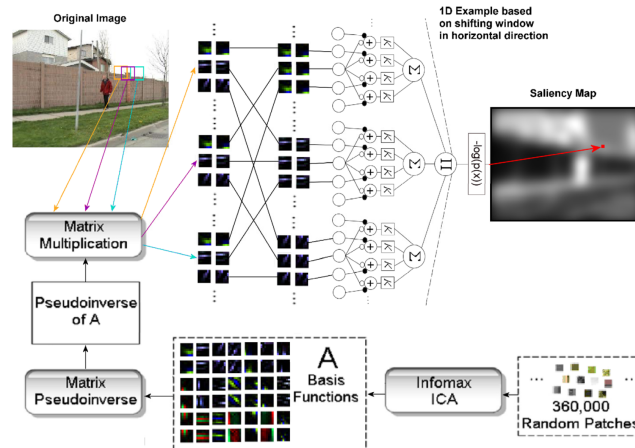 Original Image
1D Example based
on shifting window
in horizontal direction
Saliency Map
-log(p(x))
Σ
Σ
Σ
Π
Matrix
Multiplication
Pseudoinverse
of A
Matrix
Pseudoinverse
A
Basis
Functions
Infomax
ICA
360,000
Random Patches